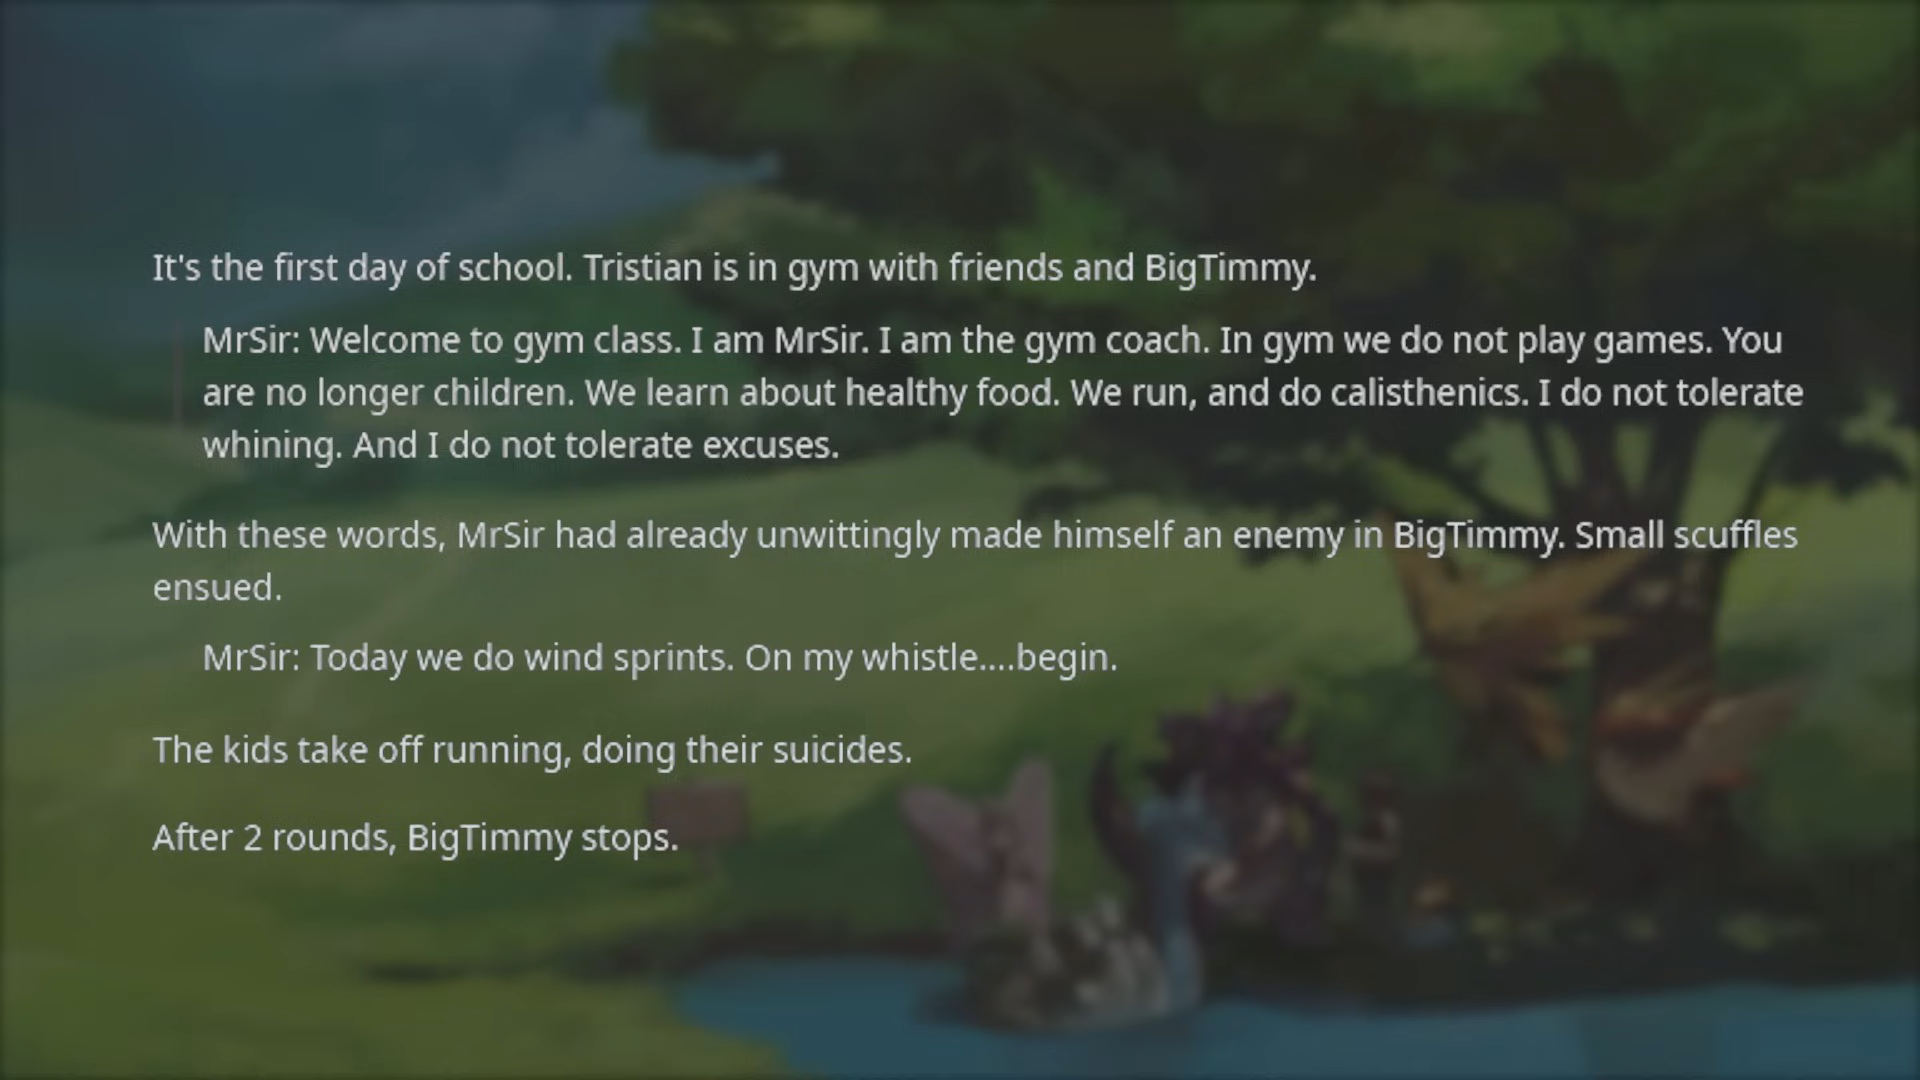 It's the first day of school. Tristian is in gym with friends and BigTimmy.
MrSir: Welcome to gym class. I am MrSir. I am the gym coach. In gym we do not play games. You
are no longer children. We learn about healthy food. We run, and do calisthenics. I do not tolerate
whining. And I do not tolerate excuses.
With these words, MrSir had already unwittingly made himself an enemy in BigTimmy. Small scuffles
ensued.
MrSir: Today we do wind sprints. On my whistle....begin.
The kids take off running, doing their suicides.
After 2 rounds, BigTimmy stops.